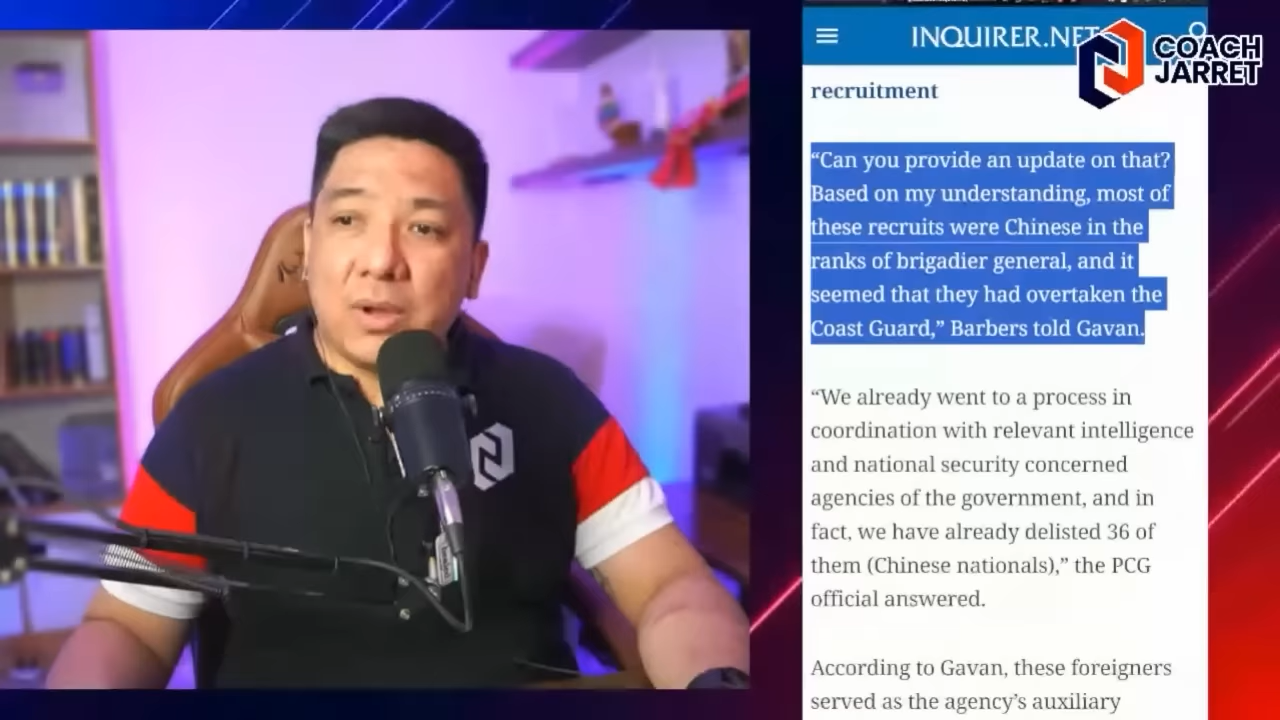 INQUIRER.NET
COACH
JARRET
recruitment
“Can you provide an update on that?
Based on my understanding, most of
these recruits were Chinese in the
ranks of brigadier general, and it
seemed that they had overtaken the
Coast Guard,” Barbers told Gavan.
“We already went to a process in
coordination with relevant intelligence
and national security concerned
agencies of the government, and in
fact, we have already delisted 36 of
them (Chinese nationals),” the PCG
official answered.
According to Gavan, these foreigners
served as the agency’s auxiliary